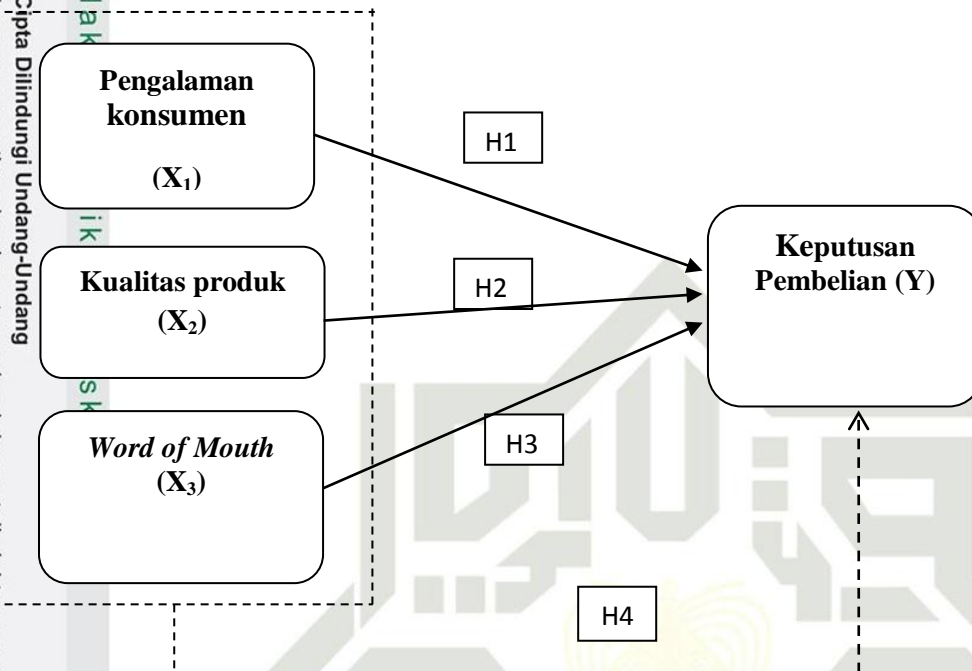 Pengalaman
konsumen
(X₁)
H1
Kualitas produk
(X₂)
H2
Keputusan
Pembelian (Y)
Word of Mouth
(X₃)
H3
H4
Cipta Dilindungi Undang-Undang